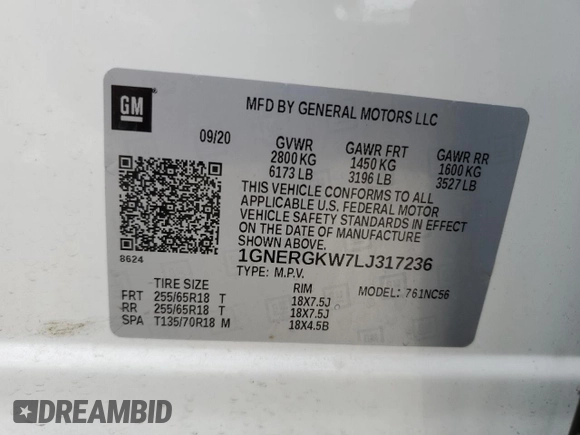 GM
MFD BY GENERAL MOTORS LLC
09/20 GVWR GAWR FRT GAWR RR
2800 KG 1450 KG 1600 KG
6173 LB 3196 LB 3527 LB
THIS VEHICLE CONFORMS TO ALL
APPLICABLE U.S. FEDERAL MOTOR
VEHICLE SAFETY STANDARDS IN
EFFECT ON THE DATE OF MANUFACTURE
SHOWN ABOVE.
8624
1GNERGKW7LJ317236
TYPE: M.P.V. MODEL: 761NC56
TIRE SIZE RIM
FRT 255/65R18 T 18X7.5J
RR 255/65R18 T 18X7.5J
SPA T135/70R18 M 18X4.5B
DREAMBID